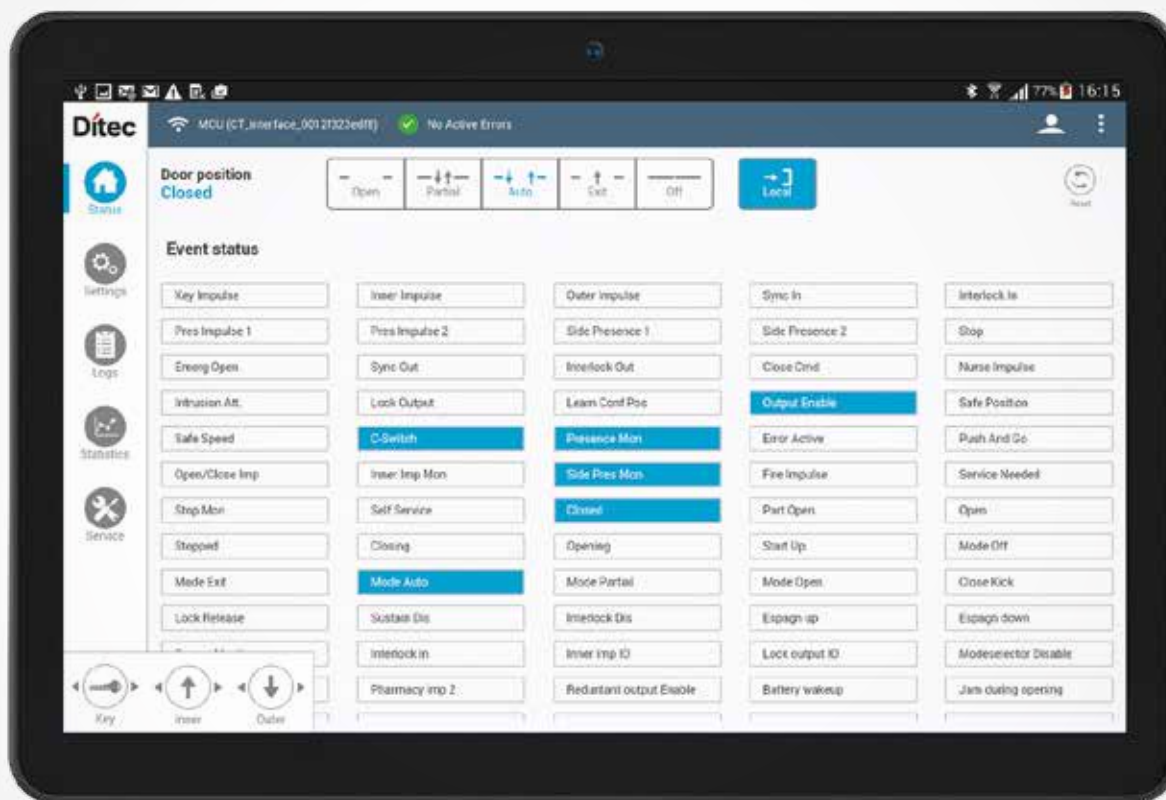 77% 16:15
Ditec
MCU (CT_Interface_00121323edf8) No Active Errors
Door position
Closed
Open Partial Auto Exit Off
Local
Reset
Status
Event status
Settings
Key Impulse Inner Impulse Outer Impulse Sync In Interlock In
Pres Impulse 1 Pres Impulse 2 Side Presence 1 Side Presence 2 Stop
Logs
Emerg Open Sync Out Interlock Out Close Cmd Nurse Impulse
Intrusion Att. Lock Output Learn Conf Pos Output Enable Safe Position
Statistics
Safe Speed C-Switch Presence Mon Error Active Push And Go
Open/Close Imp Inner Imp Mon Side Pres Mon Fire Impulse Service Needed
Stop Mon Self Service Closed Part Open Open
Service
Stopped Closing Opening Start Up Mode Off
Mode Exit Mode Auto Mode Partial Mode Open Close Kick
Lock Release Sustain Dis Interlock Dis Espagn up Espagn down
Interlock in Inner imp IO Lock output IO Modeselector Disable
Pharmacy imp 2 Redundant output Enable Battery wakeup Jam during opening
Key Inner Outer